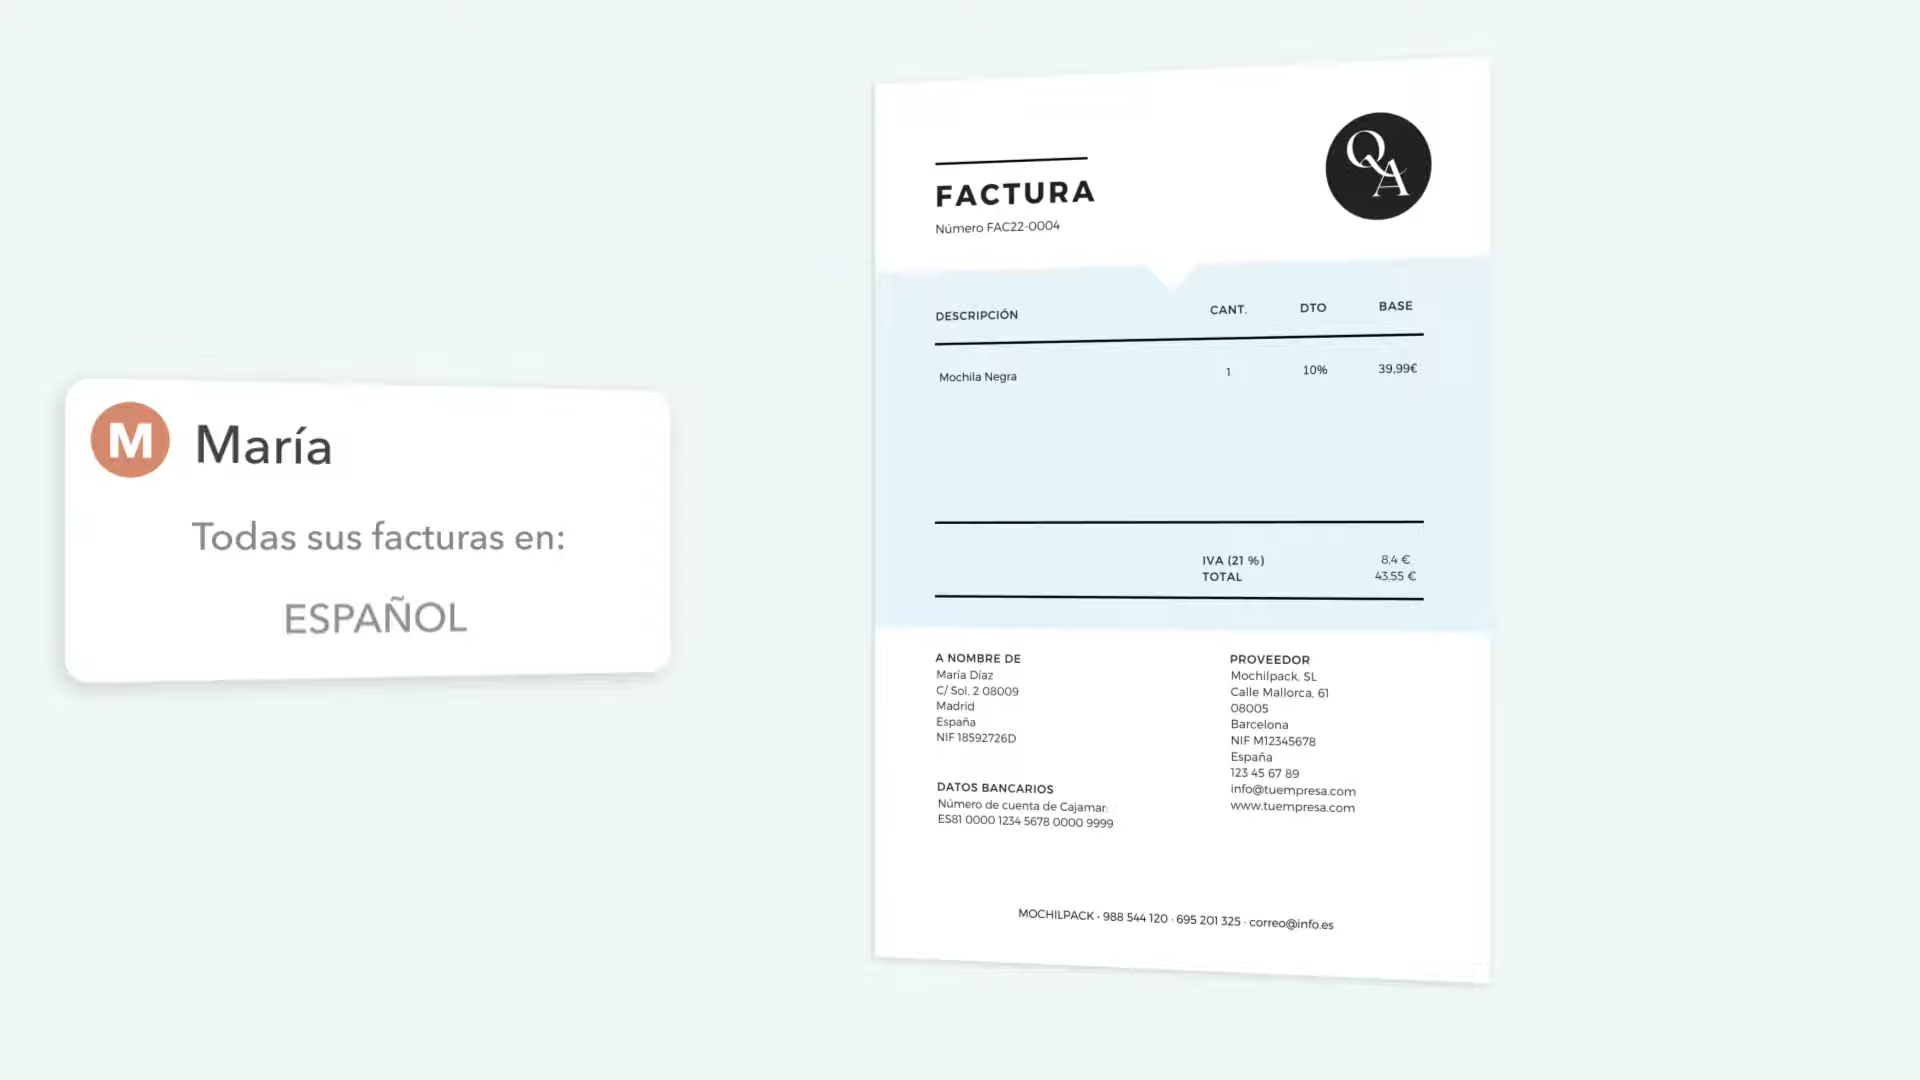 M María
Todas sus facturas en:
ESPAÑOL
QA
FACTURA
Número FAC22-0004
DESCRIPCIÓN CANT. DTO BASE
Mochila Negra 1 10% 39,99€
IVA (21 %) 8,4 €
TOTAL 43,55 €
A NOMBRE DE
María Díaz
C/ Sol, 2 08009
Madrid
España
NIF 18592726D
DATOS BANCARIOS
Número de cuenta de Cajamar:
ES81 0000 1234 5678 0000 9999
PROVEEDOR
Mochilpack, SL
Calle Mallorca, 61
08005
Barcelona
NIF M12345678
España
123 45 67 89
info@tuempresa.com
www.tuempresa.com
MOCHILPACK · 988 544 120 · 695 201 325 · correo@info.es